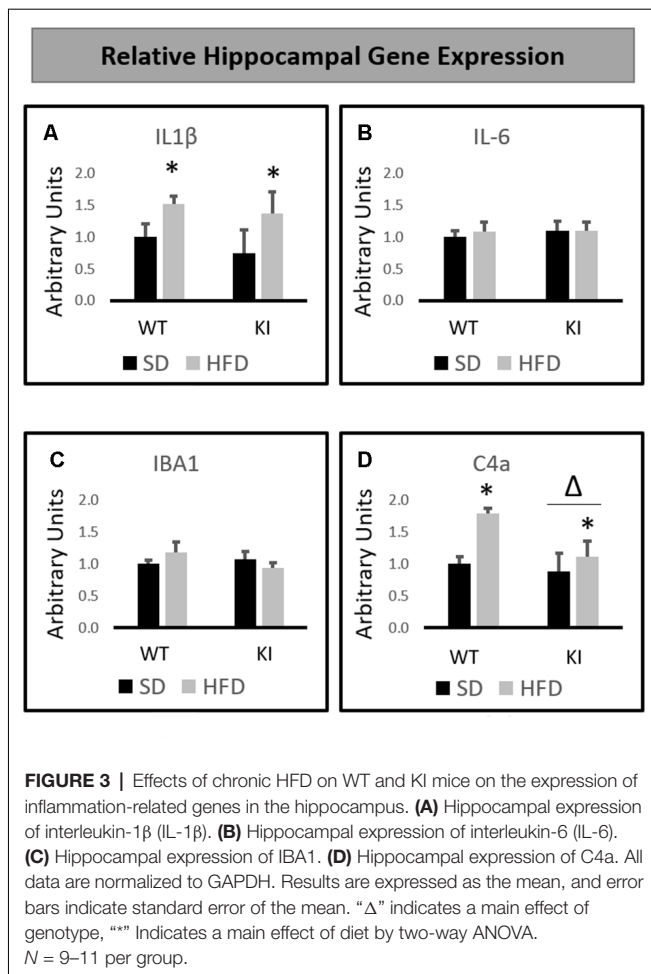 Relative Hippocampal Gene Expression
A
IL1β
Arbitrary Units
2.0
1.5
1.0
0.5
0.0
*
*
WT
KI
SD HFD
B
IL-6
Arbitrary Units
2.0
1.5
1.0
0.5
0.0
WT
KI
SD HFD
C
IBA1
Arbitrary Units
2.0
1.5
1.0
0.5
0.0
WT
KI
SD HFD
D
C4a
Arbitrary Units
2.0
1.5
1.0
0.5
0.0
*
Δ
*
WT
KI
SD HFD
FIGURE 3 | Effects of chronic HFD on WT and KI mice on the expression of
inflammation-related genes in the hippocampus. (A) Hippocampal expression
of interleukin-1β (IL-1β). (B) Hippocampal expression of interleukin-6 (IL-6).
(C) Hippocampal expression of IBA1. (D) Hippocampal expression of C4a. All
data are normalized to GAPDH. Results are expressed as the mean, and error
bars indicate standard error of the mean. “Δ” indicates a main effect of
genotype, “*” Indicates a main effect of diet by two-way ANOVA.
N = 9–11 per group.